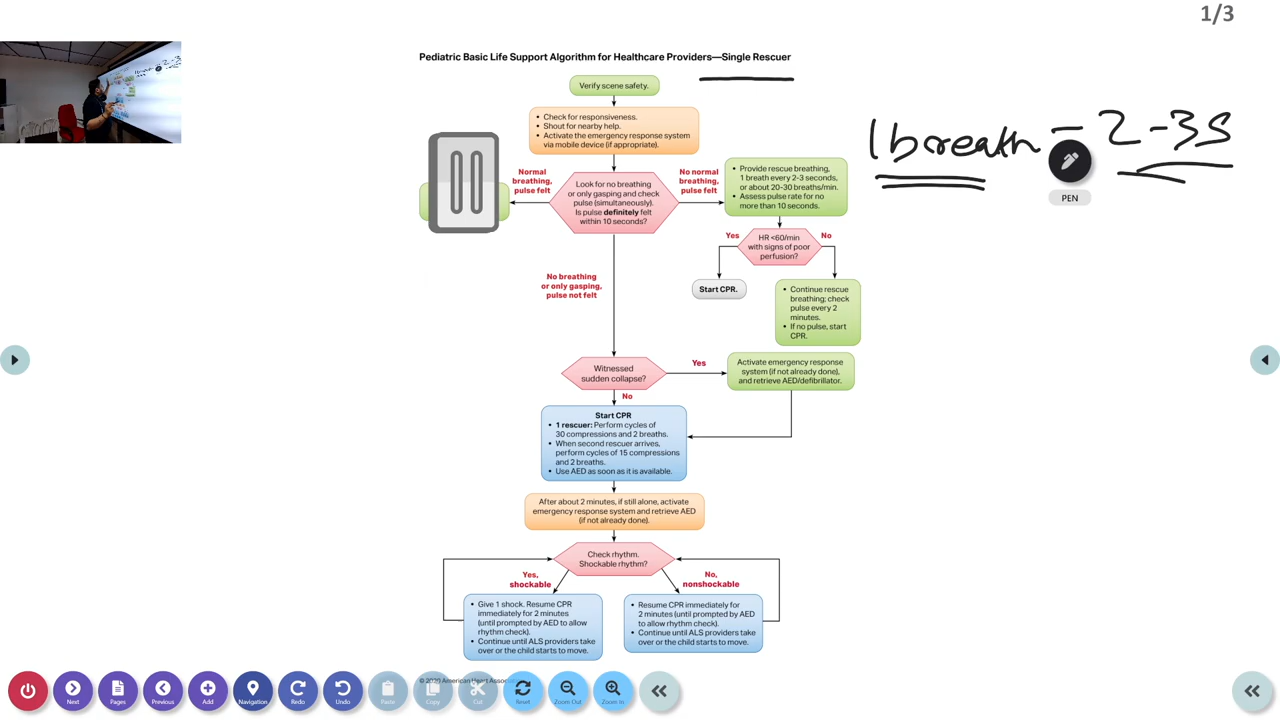 1/3
Pediatric Basic Life Support Algorithm for Healthcare Providers—Single Rescuer
Verify scene safety.
• Check for responsiveness.
• Shout for nearby help.
• Activate the emergency response system
via mobile device (if appropriate).
Normal
breathing,
pulse felt
Look for no breathing
or only gasping and check
pulse (simultaneously).
Is pulse definitely felt
within 10 seconds?
No normal
breathing,
pulse felt
• Provide rescue breathing,
1 breath every 2-3 seconds,
or about 20-30 breaths/min.
• Assess pulse rate for no
more than 10 seconds.
1 breath = 2-3s
PEN
Yes
HR <60/min
with signs of poor
perfusion?
No
Start CPR.
• Continue rescue
breathing; check
pulse every 2
minutes.
• If no pulse, start
CPR.
No breathing
or only gasping,
pulse not felt
Witnessed
sudden collapse?
Yes
Activate emergency response
system (if not already done),
and retrieve AED/defibrillator.
No
Start CPR
• 1 rescuer: Perform cycles of
30 compressions and 2 breaths.
• When second rescuer arrives,
perform cycles of 15 compressions
and 2 breaths.
• Use AED as soon as it is available.
After about 2 minutes, if still alone, activate
emergency response system and retrieve AED
(if not already done).
Check rhythm.
Shockable rhythm?
Yes,
shockable
No,
nonshockable
• Give 1 shock. Resume CPR
immediately for 2 minutes
(until prompted by AED to allow
rhythm check).
• Continue until ALS providers take
over or the child starts to move.
• Resume CPR immediately for
2 minutes (until prompted by AED
to allow rhythm check).
• Continue until ALS providers take
over or the child starts to move.
© 2020 American Heart
Next
Pages
Previous
Add
Navigation
Redo
Undo
Paste
Copy
Cut
Reset
Zoom Out
Zoom In